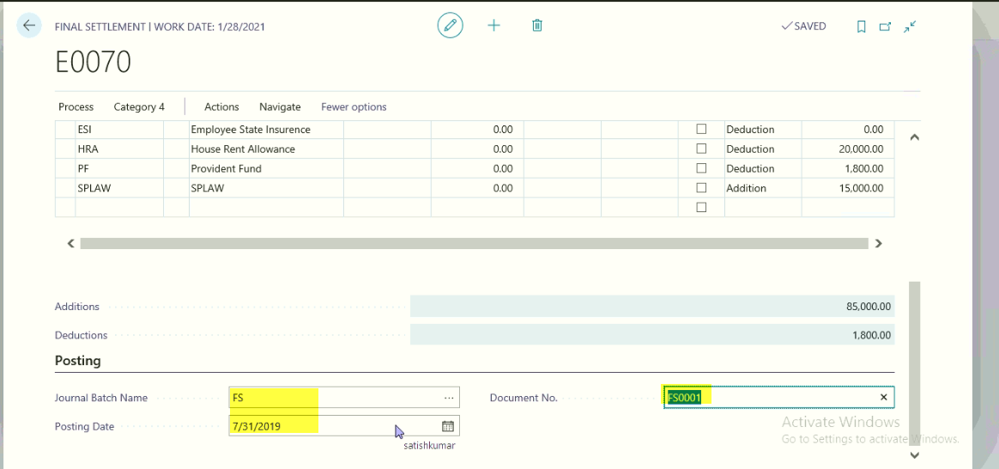 FINAL SETTLEMENT | WORK DATE: 1/28/2021
SAVED
E0070
Process Category 4 Actions Navigate Fewer options
ESI Employee State Insurence 0.00 Deduction 0.00
HRA House Rent Allowance 0.00 Deduction 20,000.00
PF Provident Fund 0.00 Deduction 1,800.00
SPLAW SPLAW 0.00 Addition 15,000.00
Additions 85,000.00
Deductions 1,800.00
Posting
Journal Batch Name FS ... Document No. FS0001
Posting Date 7/31/2019
satishkumar
Activate Windows
Go to Settings to activate Windows.